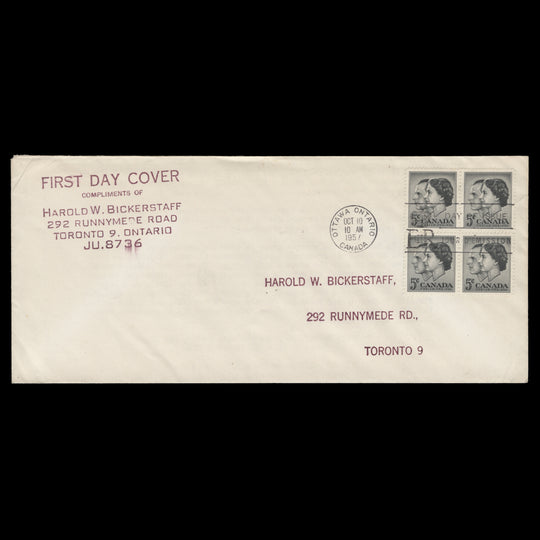 FIRST DAY COVER
COMPLIMENTS OF
HAROLD W. BICKERSTAFF
292 RUNNYMEDE ROAD
TORONTO 9, ONTARIO
JU.8736
OTTAWA ONTARIO
OCT 10
10 AM
1957
CANADA
5¢ 5¢
CANADA CANADA
DAY ISSUE
5¢ 5¢
CANADA CANADA
HAROLD W. BICKERSTAFF,
292 RUNNYMEDE RD.,
TORONTO 9